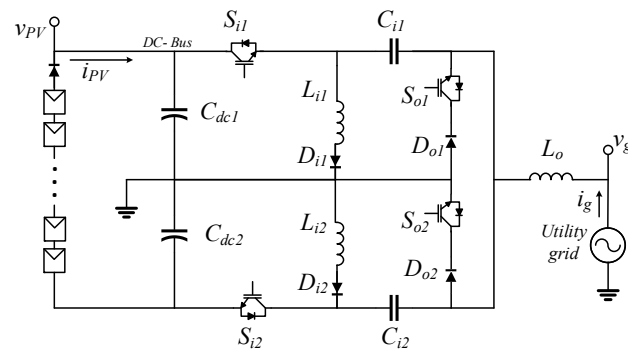 v_PV
DC-Bus
i_PV
S_i1
C_i1
L_i1
S_o1
C_dc1
D_i1
D_o1
L_o
v_g
i_g
L_i2
S_o2
C_dc2
Utility
grid
D_i2
D_o2
S_i2
C_i2